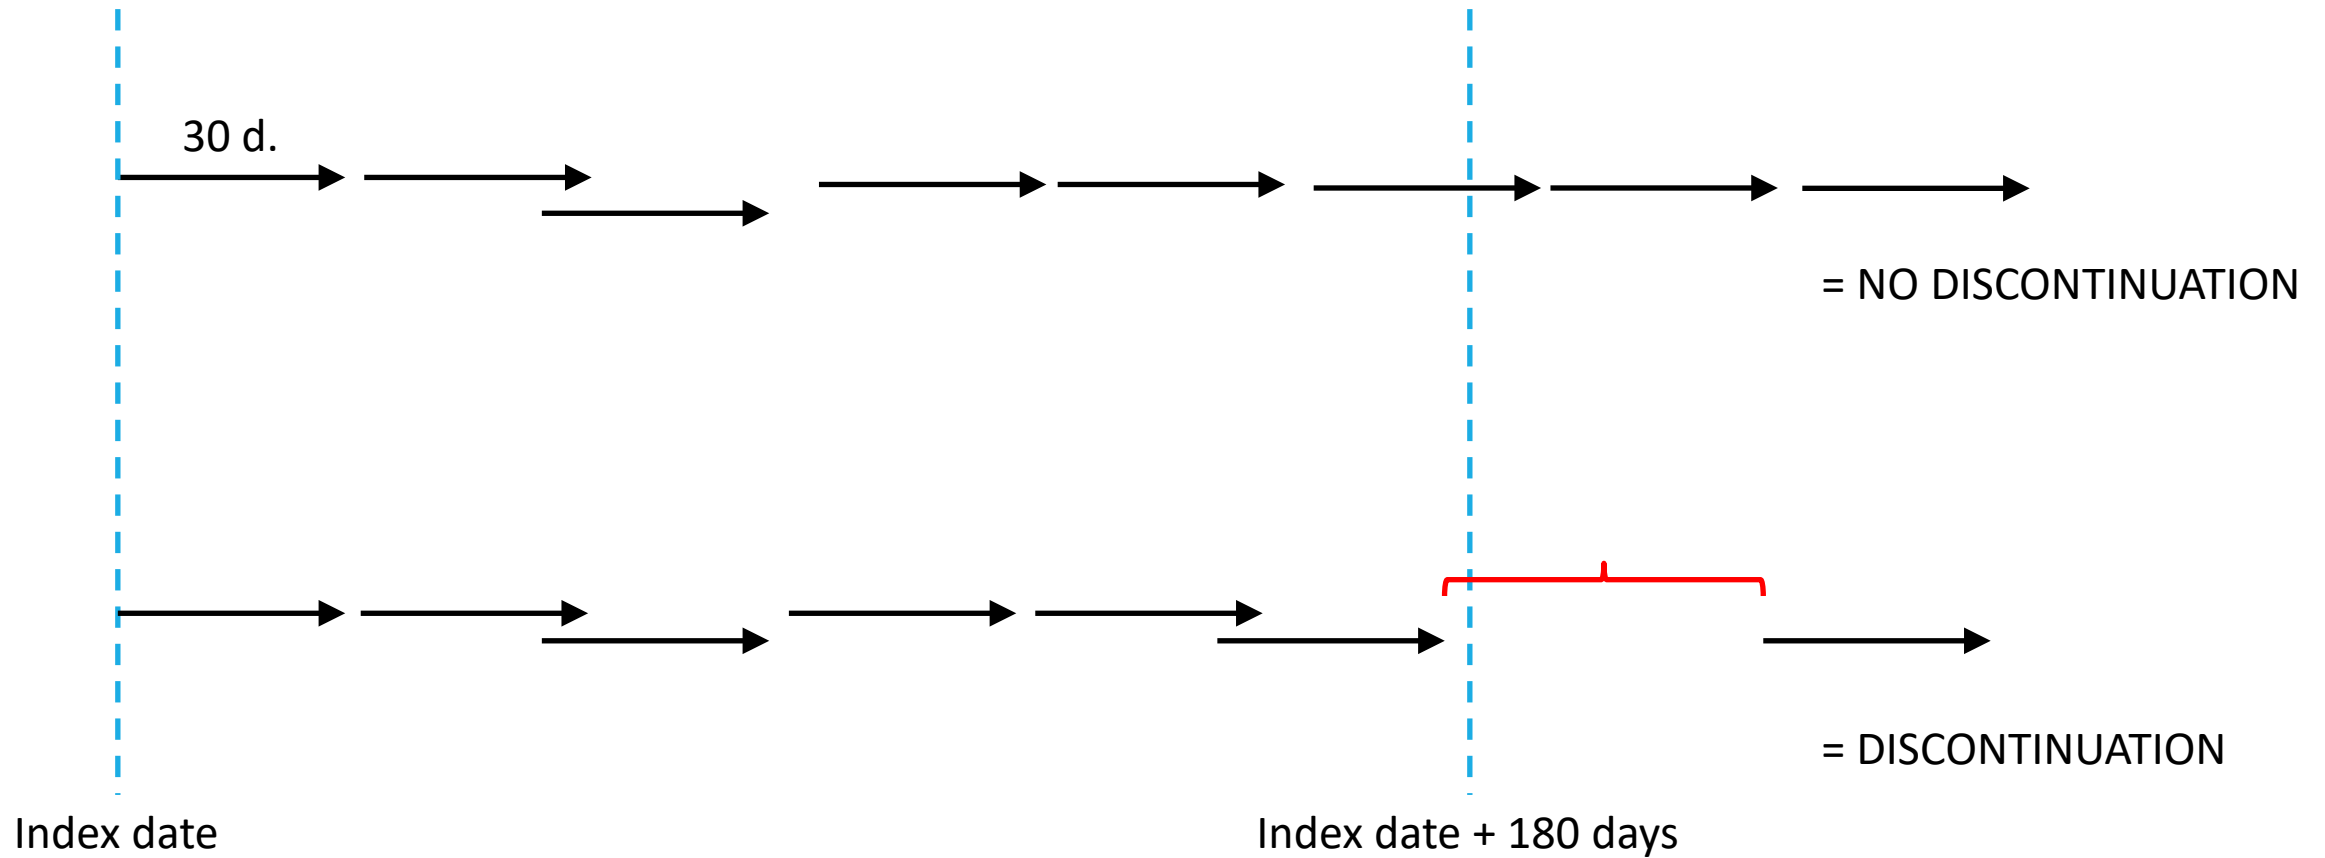 30 d.
= NO DISCONTINUATION
= DISCONTINUATION
Index date
Index date + 180 days